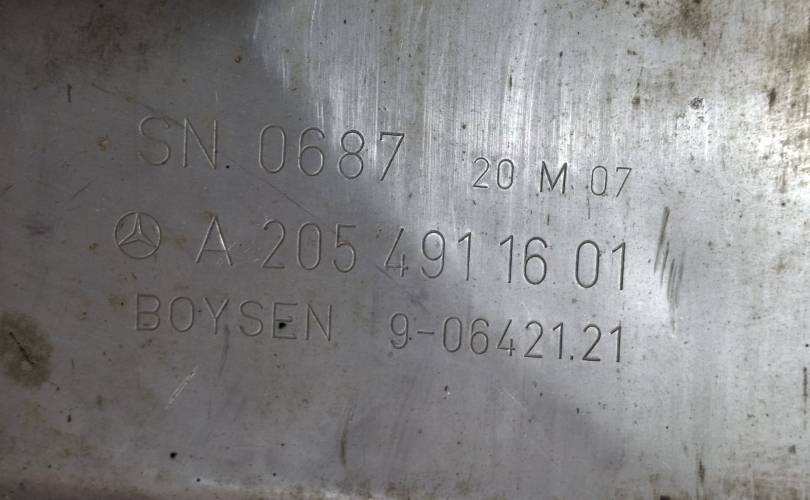 SN 0687 20 M 07
A 205 491 16 01
BOYSEN 9-06421.21